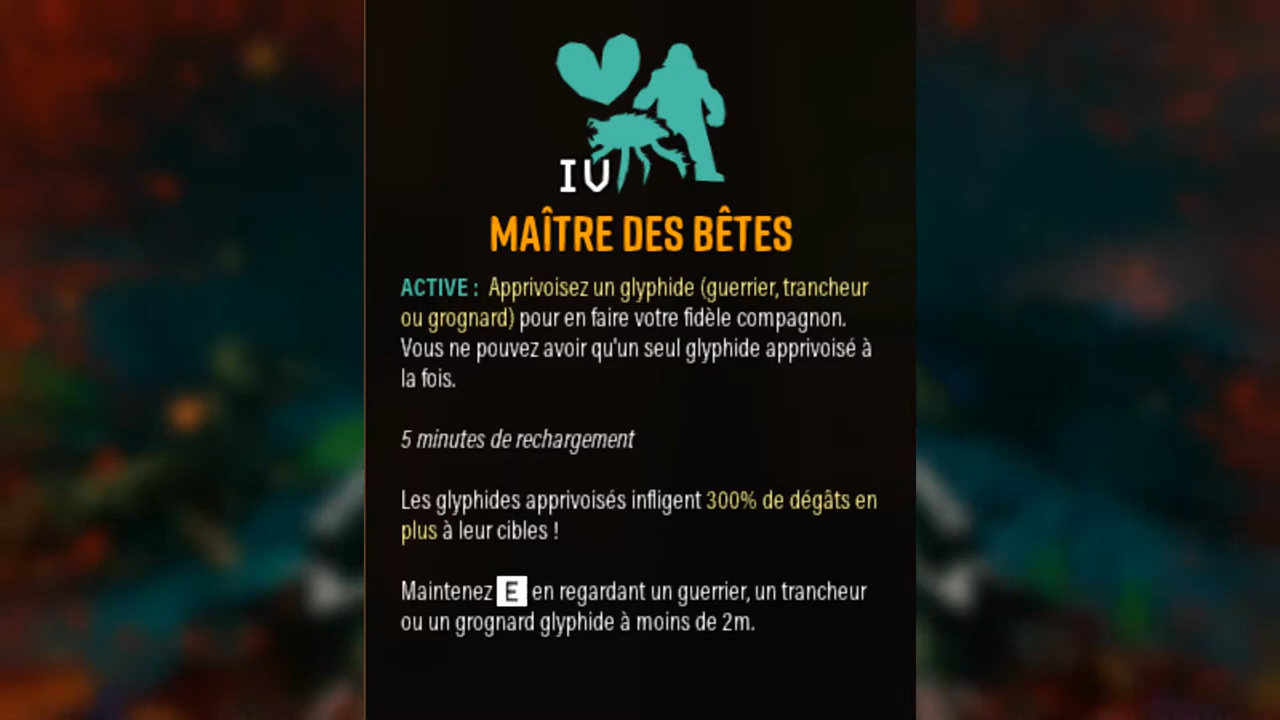 IV
MAÎTRE DES BÊTES
ACTIVE : Apprivoisez un glyphide (guerrier, trancheur
ou grognard) pour en faire votre fidèle compagnon.
Vous ne pouvez avoir qu'un seul glyphide apprivoisé à
la fois.
5 minutes de rechargement
Les glyphides apprivoisés infligent 300% de dégâts en
plus à leur cibles !
Maintenez E en regardant un guerrier, un trancheur
ou un grognard glyphide à moins de 2m.